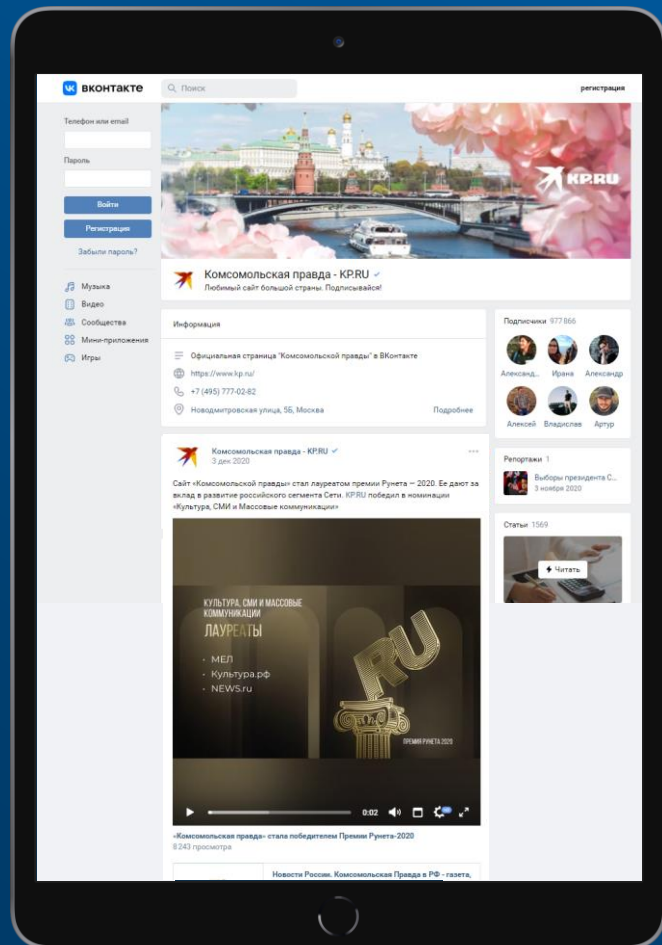 вконтакте
Поиск
регистрация
Телефон или email
Пароль
Войти
Регистрация
Забыли пароль?
Музыка
Видео
Сообщества
Мини-приложения
Игры
KP.RU
Комсомольская правда - KP.RU
Любимый сайт большой страны. Подписывайся!
Информация
Официальная страница "Комсомольской правды" в ВКонтакте
https://www.kp.ru/
+7 (495) 777-02-82
Новодмитровская улица, 5Б, Москва
Подробнее
Подписчики 977 866
Александ... Ирана Александр
Алексей Владислав Артур
Репортажи 1
Выборы президента С...
3 ноября 2020
Статьи 1569
Читать
Комсомольская правда - KP.RU
3 дек 2020
Сайт «Комсомольской правды» стал лауреатом премии Рунета — 2020. Ее дают за
вклад в развитие российского сегмента Сети. KP.RU победил в номинации
«Культура, СМИ и Массовые коммуникации»
КУЛЬТУРА, СМИ И МАССОВЫЕ
КОММУНИКАЦИИ
ЛАУРЕАТЫ
- МЕЛ
- Культура.рф
- NEWS.ru
RU
ПРЕМИЯ РУНЕТА 2020
0:02
«Комсомольская правда» стала победителем Премии Рунета-2020
8 243 просмотра
Новости России. Комсомольская Правда в РФ - газета,